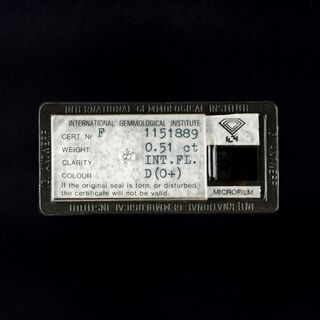 INTERNATIONAL GEMMOLOGICAL INSTITUTE
INTERNATIONAL GEMMOLOGICAL INSTITUTE
CERT Nr F 1151889
WEIGHT 0.51 ct
CLARITY INT.FL.
COLOUR D(0+)
If the original seal is torn, or disturbed,
the certificate will not be valid.
MICROFILM
INTERNATIONAL GEMMOLOGICAL INSTITUTE